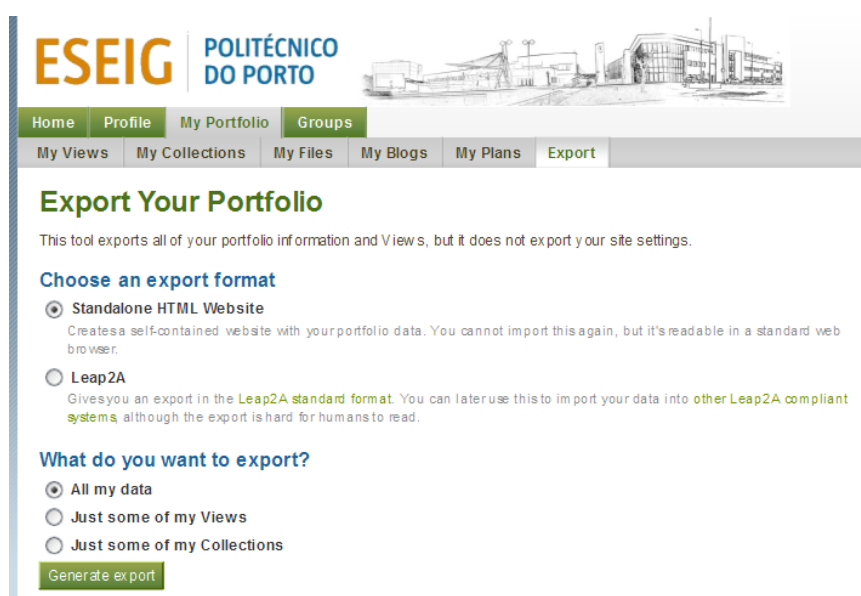 ESEIG POLITÉCNICO
DO PORTO
Home Profile My Portfolio Groups
My Views My Collections My Files My Blogs My Plans Export
Export Your Portfolio
This tool exports all of your portfolio information and Views, but it does not export your site settings.
Choose an export format
Standalone HTML Website
Creates a self-contained website with your portfolio data. You cannot import this again, but it's readable in a standard web
browser.
Leap2A
Gives you an export in the Leap2A standard format. You can later use this to import your data into other Leap2A compliant
systems, although the export is hard for humans to read.
What do you want to export?
All my data
Just some of my Views
Just some of my Collections
Generate export